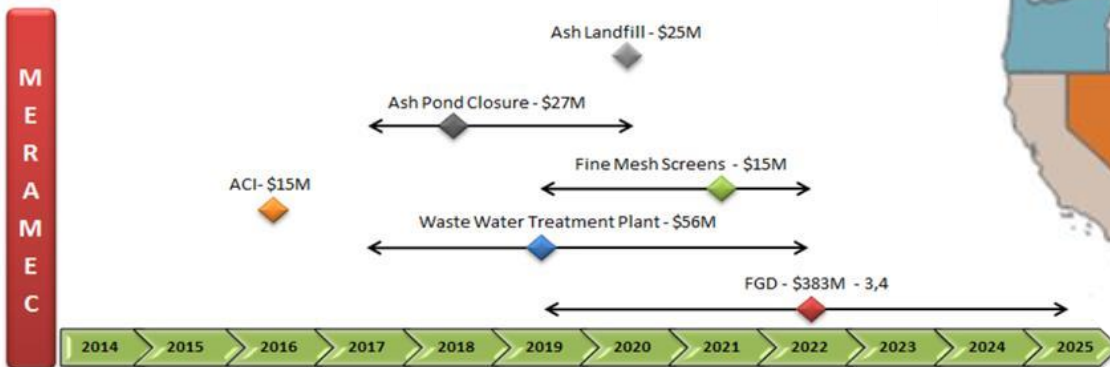 MERAMEC
Ash Landfill - $25M
Ash Pond Closure - $27M
Fine Mesh Screens - $15M
ACI- $15M
Waste Water Treatment Plant - $56M
FGD - $383M - 3,4
2014 2015 2016 2017 2018 2019 2020 2021 2022 2023 2024 2025